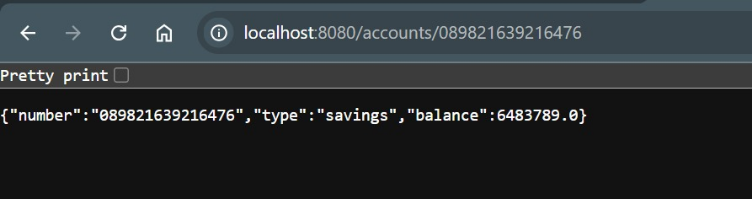 localhost:8080/accounts/089821639216476
Pretty print
{"number":"089821639216476","type":"savings","balance":6483789.0}